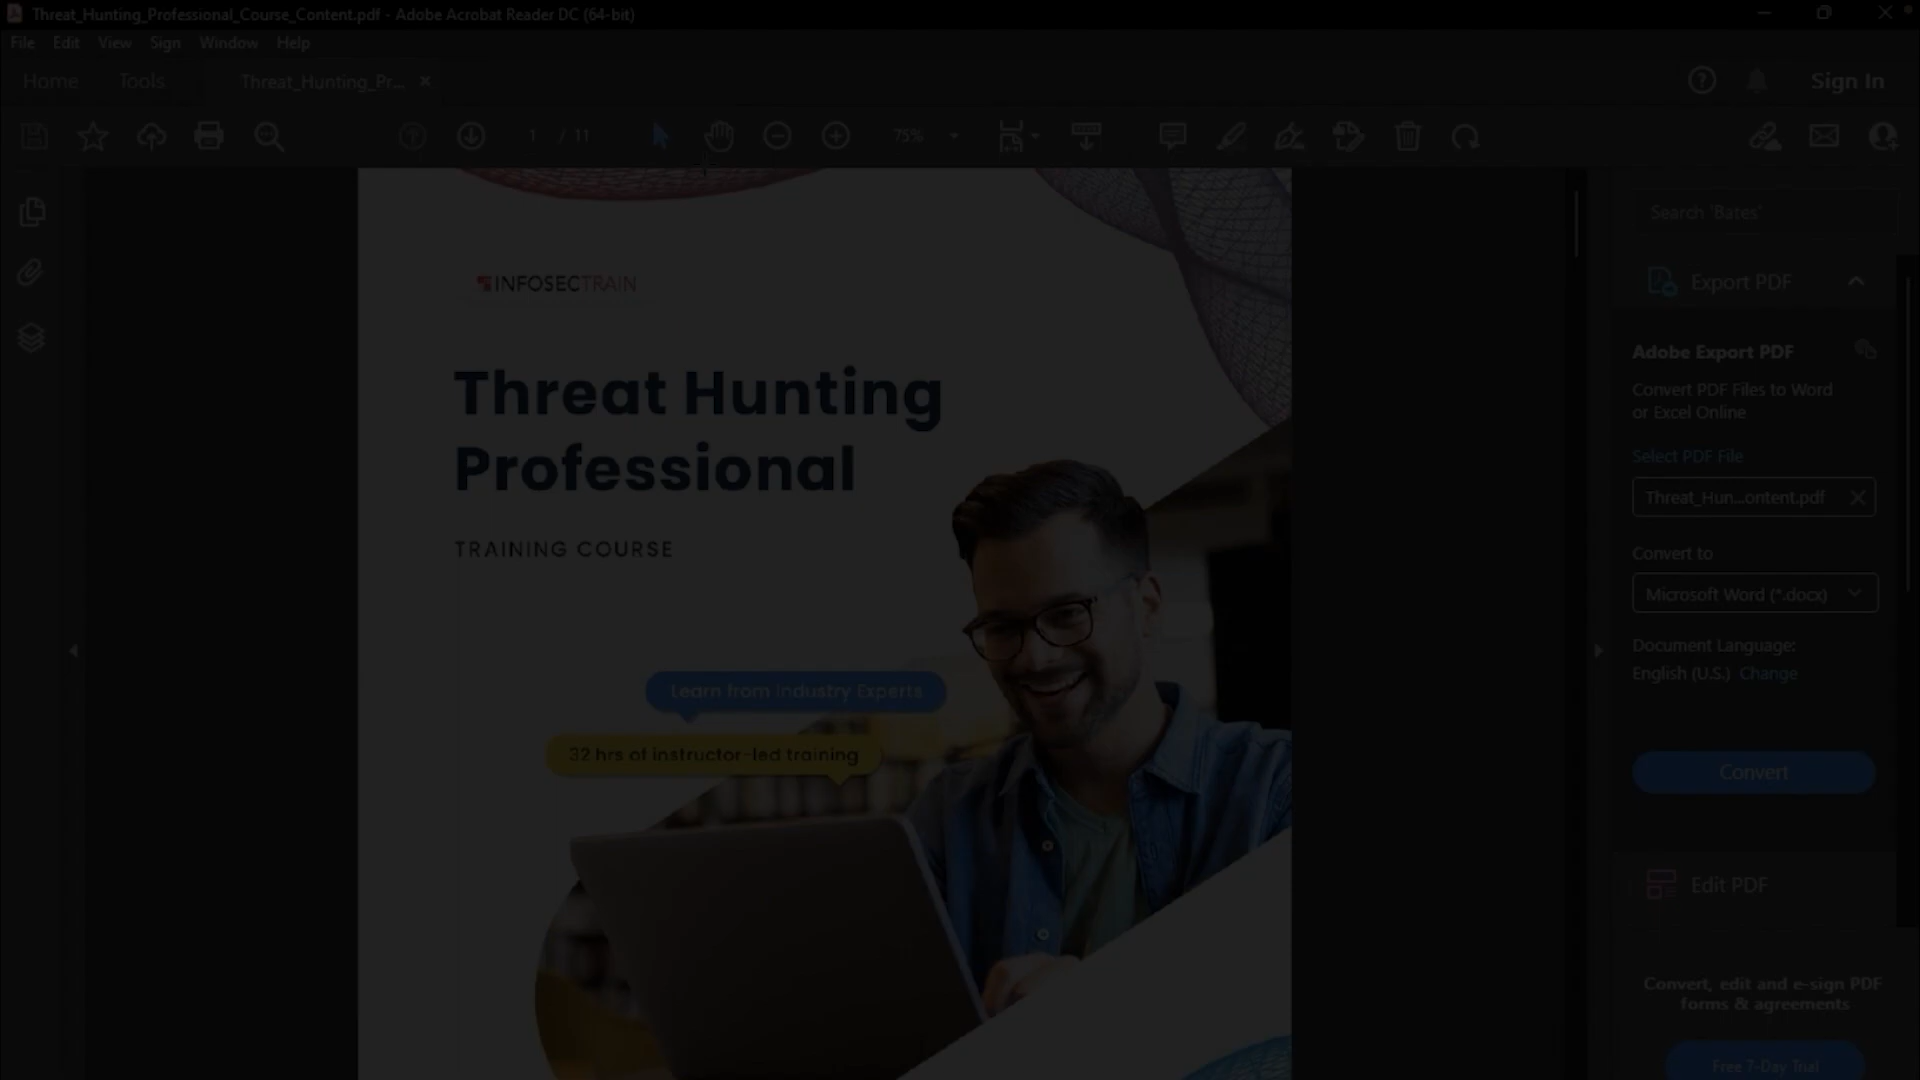 Threat_Hunting_Professional_Course_Content.pdf - Adobe Acrobat Reader DC (64-bit)
File Edit View Sign Window Help
Home Tools Threat_Hunting_Pr... Sign In
1 / 11 75%
Search 'Bates'
Export PDF
Adobe Export PDF
Convert PDF Files to Word
or Excel Online
Select PDF File
Threat_Hun...ontent.pdf
Convert to
Microsoft Word (*.docx)
Document Language:
English (U.S.) Change
Convert
Edit PDF
Convert, edit and e-sign PDF
forms & agreements
Free 7-Day Trial
INFOSECTRAIN
Threat Hunting
Professional
TRAINING COURSE
Learn from Industry Experts
32 hrs of instructor-led training